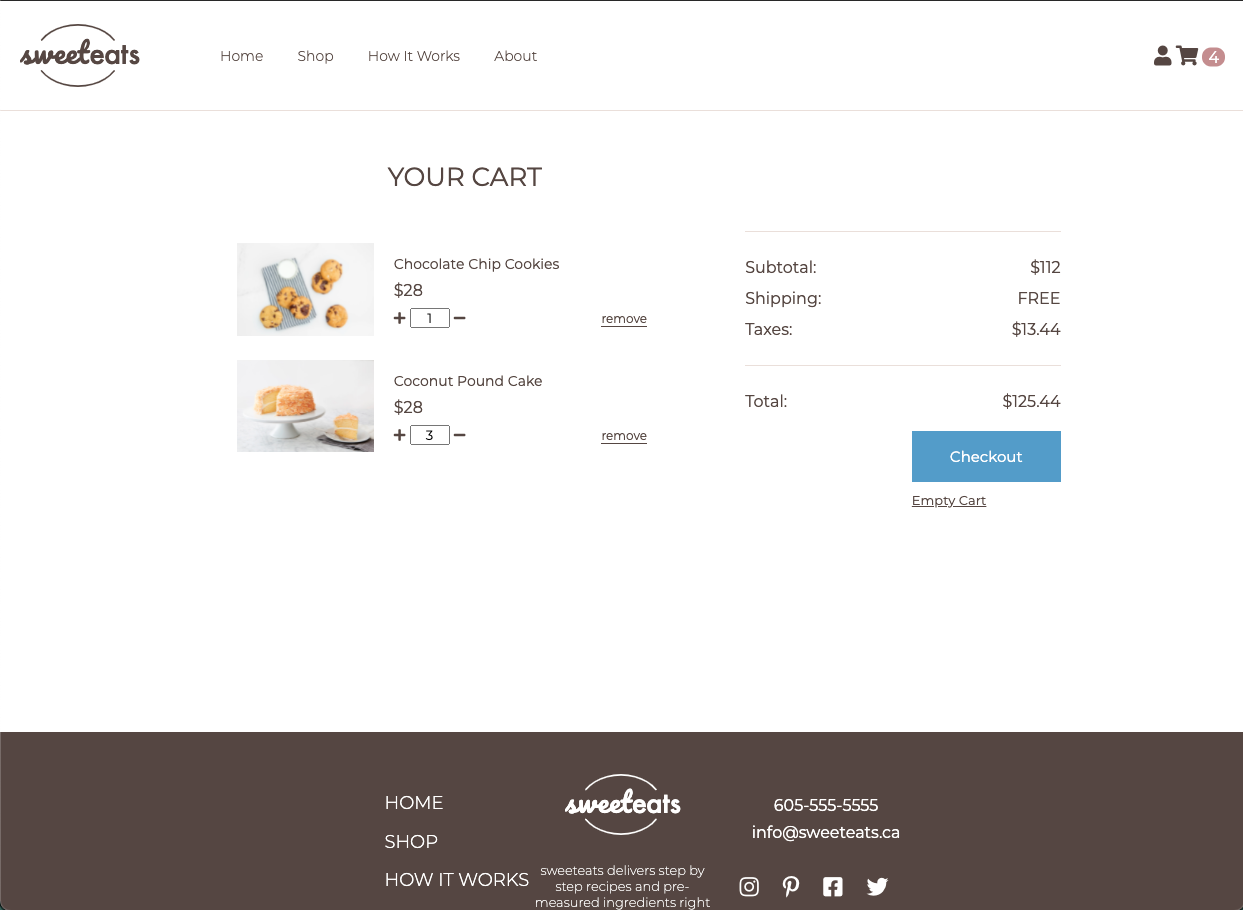 sweeteats
Home Shop How It Works About
4
YOUR CART
Chocolate Chip Cookies
$28
1
remove
Coconut Pound Cake
$28
3
remove
Subtotal: $112
Shipping: FREE
Taxes: $13.44
Total: $125.44
Checkout
Empty Cart
HOME
SHOP
HOW IT WORKS
sweeteats
sweeteats delivers step by
step recipes and pre-
measured ingredients right
605-555-5555
info@sweeteats.ca